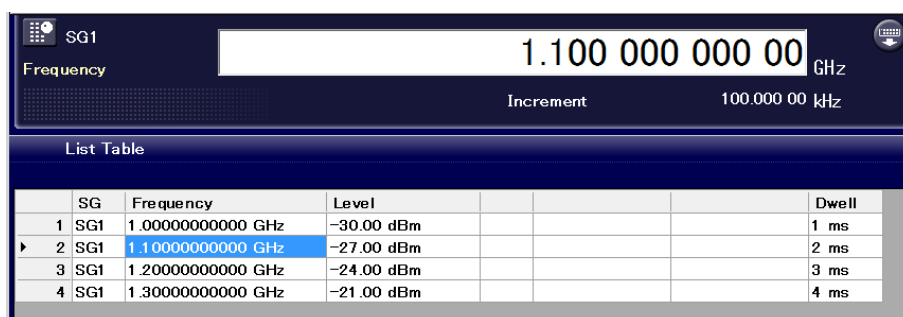 SG1
1.100 000 000 00 GHz
Frequency
Increment 100.000 00 kHz
List Table
SG Frequency Level Dwell
1 SG1 1.00000000000 GHz -30.00 dBm 1 ms
2 SG1 1.10000000000 GHz -27.00 dBm 2 ms
3 SG1 1.20000000000 GHz -24.00 dBm 3 ms
4 SG1 1.30000000000 GHz -21.00 dBm 4 ms